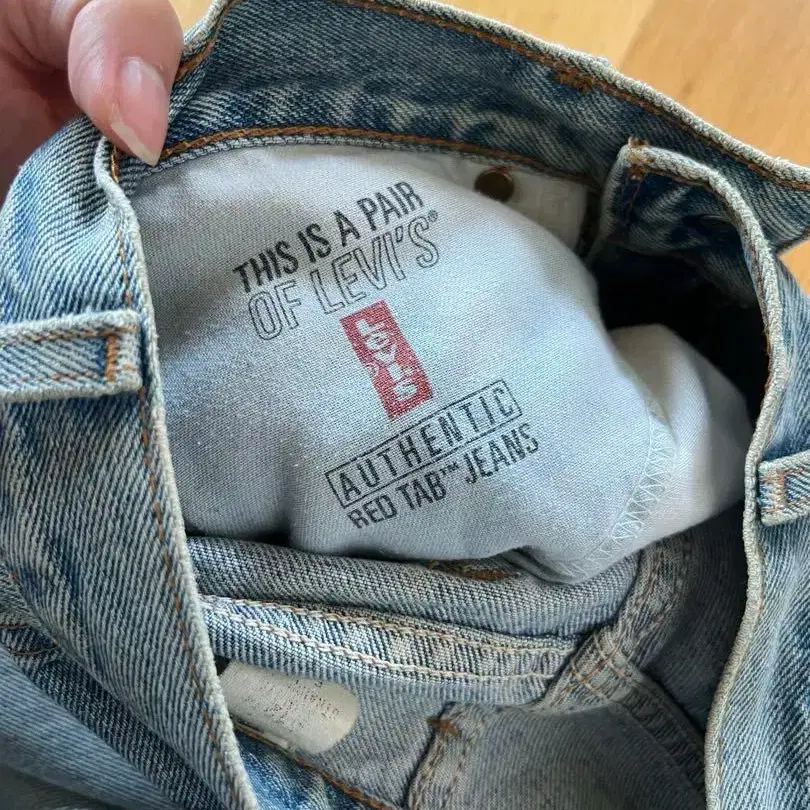 THIS IS A PAIR
OF LEVI'S®
Levi's
AUTHENTIC
RED TAB™ JEANS